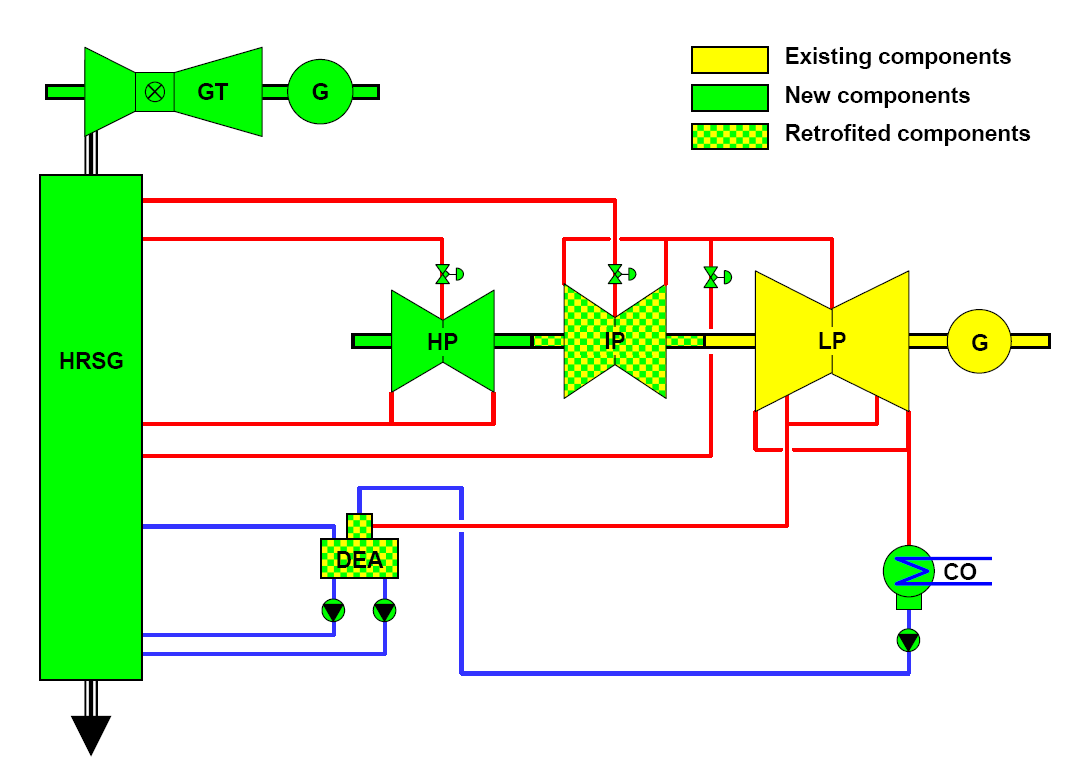 Existing components
GT
G
New components
Retrofited components
HRSG
HP
IP
LP
G
DEA
CO